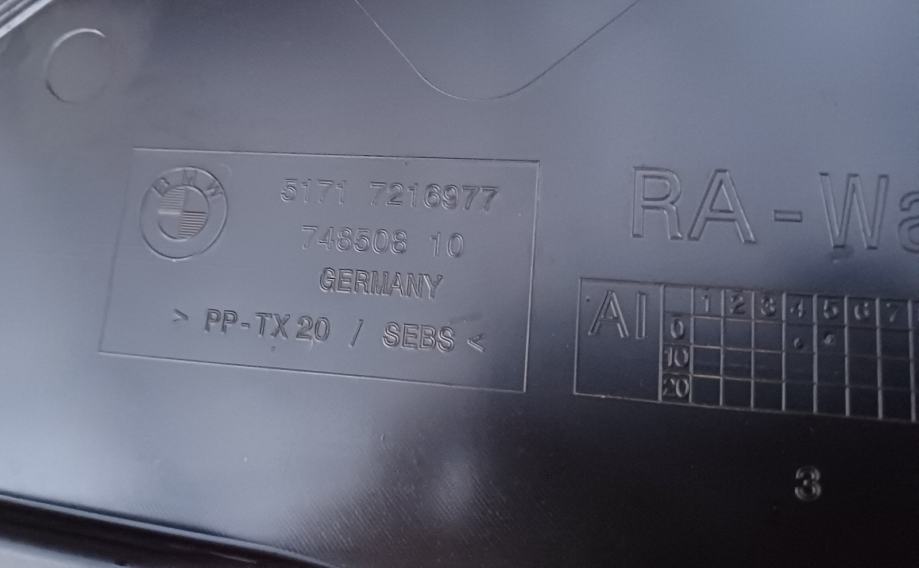 BMW
5171 7216977
748508 10
GERMANY
> PP-TX20 / SEBS <
RA-Wa
AI
1 2 3 4 5 6 7
0
10
20
3